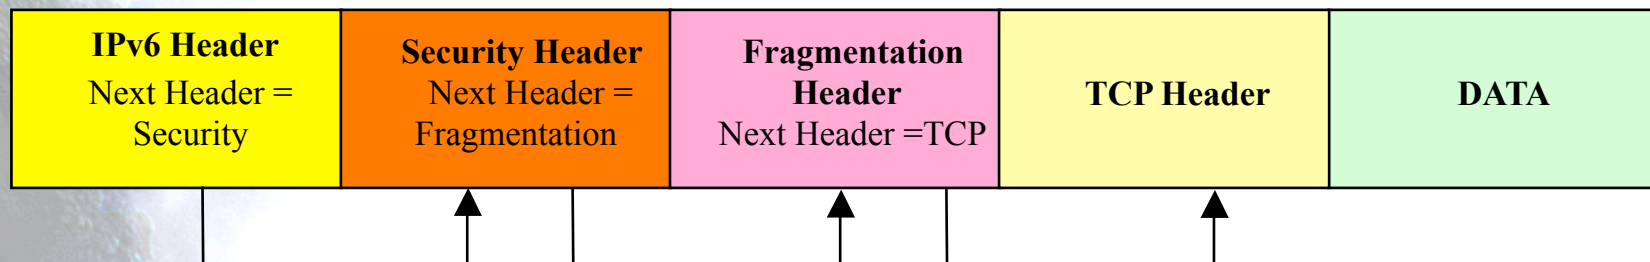 IPv6 Header
Next Header =
Security
Security Header
Next Header =
Fragmentation
Fragmentation
Header
Next Header =TCP
TCP Header
DATA